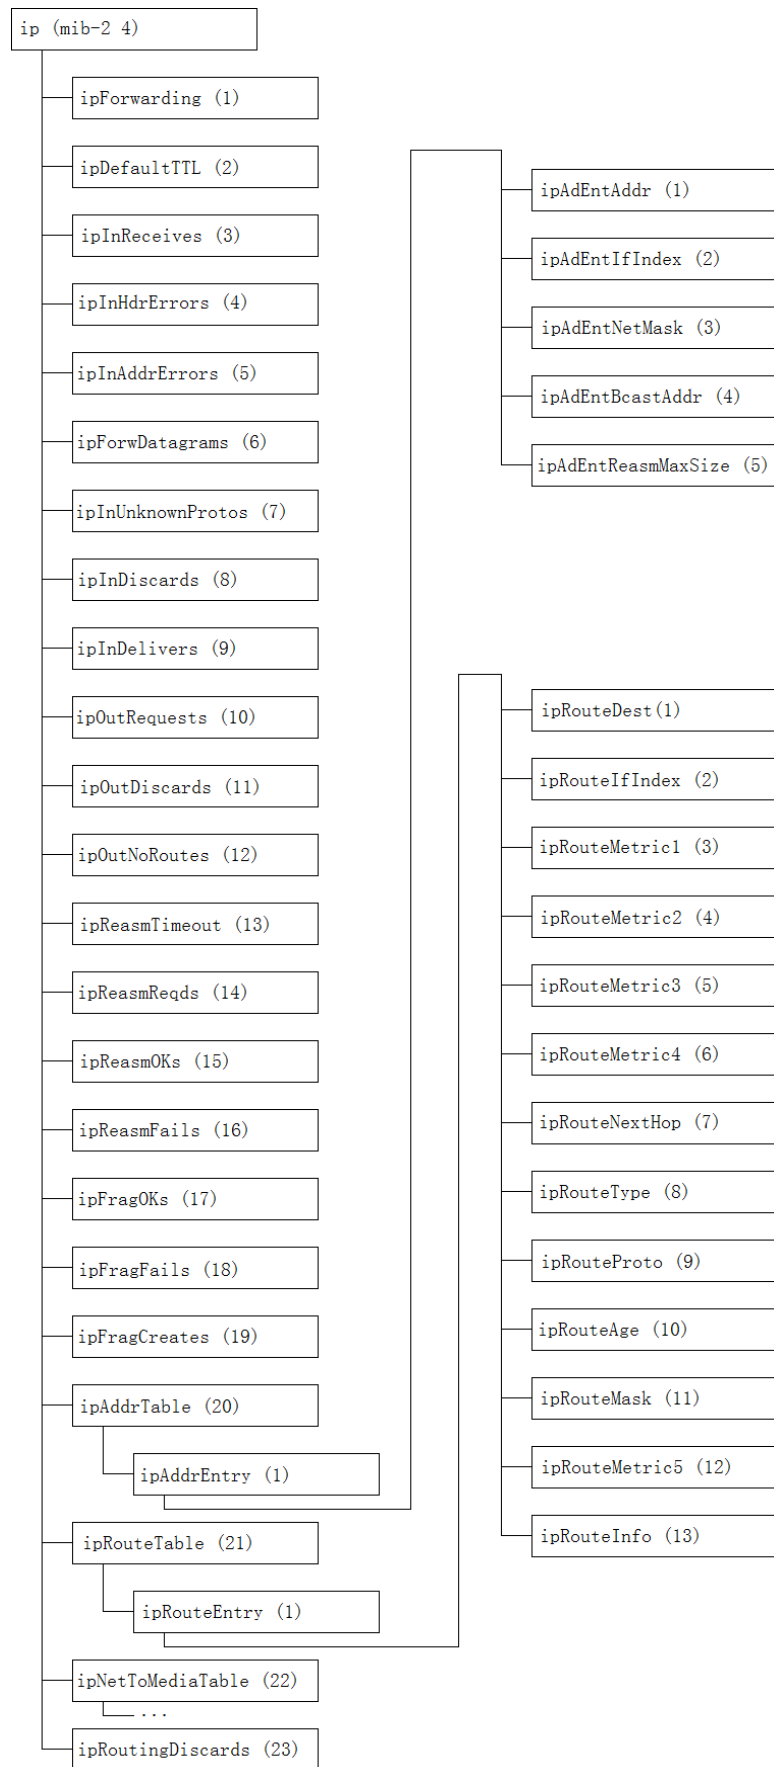 ip (mib-2 4)
ipForwarding (1)
ipDefaultTTL (2)
ipInReceives (3)
ipInHdrErrors (4)
ipInAddrErrors (5)
ipForwDatagrams (6)
ipInUnknownProtos (7)
ipInDiscards (8)
ipInDelivers (9)
ipOutRequests (10)
ipOutDiscards (11)
ipOutNoRoutes (12)
ipReasmTimeout (13)
ipReasmReqds (14)
ipReasmOKs (15)
ipReasmFails (16)
ipFragOKs (17)
ipFragFails (18)
ipFragCreates (19)
ipAddrTable (20)
ipAddrEntry (1)
ipRouteTable (21)
ipRouteEntry (1)
ipNetToMediaTable (22)
...
ipRoutingDiscards (23)
ipAdEntAddr (1)
ipAdEntIfIndex (2)
ipAdEntNetMask (3)
ipAdEntBcastAddr (4)
ipAdEntReasmMaxSize (5)
ipRouteDest(1)
ipRouteIfIndex (2)
ipRouteMetric1 (3)
ipRouteMetric2 (4)
ipRouteMetric3 (5)
ipRouteMetric4 (6)
ipRouteNextHop (7)
ipRouteType (8)
ipRouteProto (9)
ipRouteAge (10)
ipRouteMask (11)
ipRouteMetric5 (12)
ipRouteInfo (13)